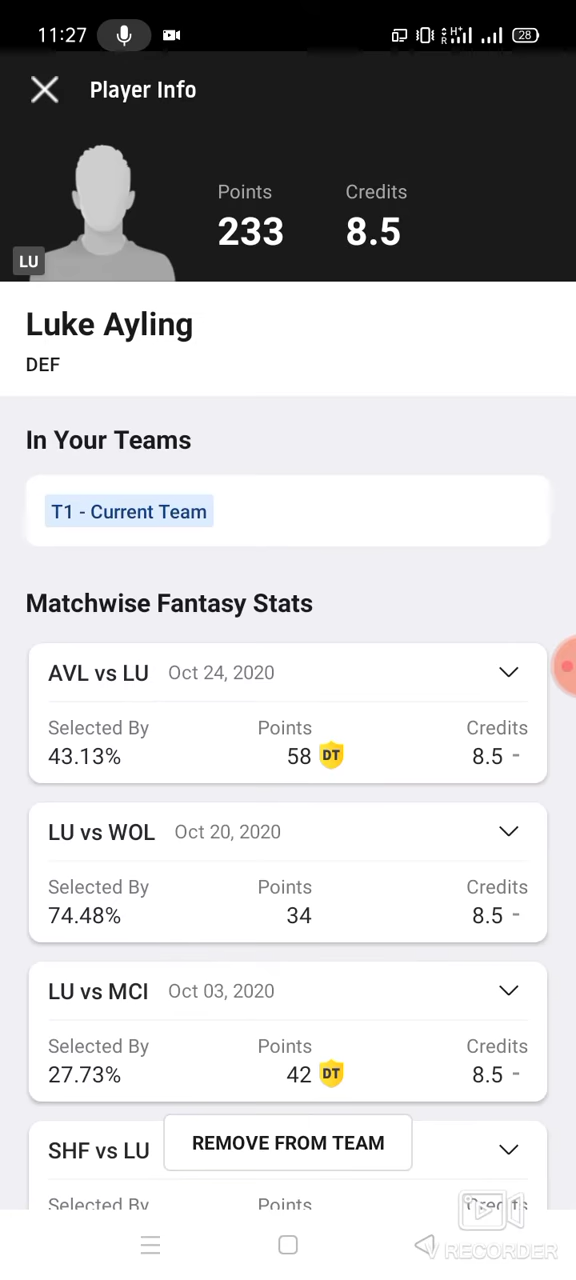 11:27
28
Player Info
Points
Credits
233
8.5
LU
Luke Ayling
DEF
In Your Teams
T1 - Current Team
Matchwise Fantasy Stats
AVL vs LU Oct 24, 2020
Selected By Points Credits
43.13% 58 DT 8.5 -
LU vs WOL Oct 20, 2020
Selected By Points Credits
74.48% 34 8.5 -
LU vs MCI Oct 03, 2020
Selected By Points Credits
27.73% 42 DT 8.5 -
SHF vs LU
REMOVE FROM TEAM
Selected By Points Credits
RECORDER